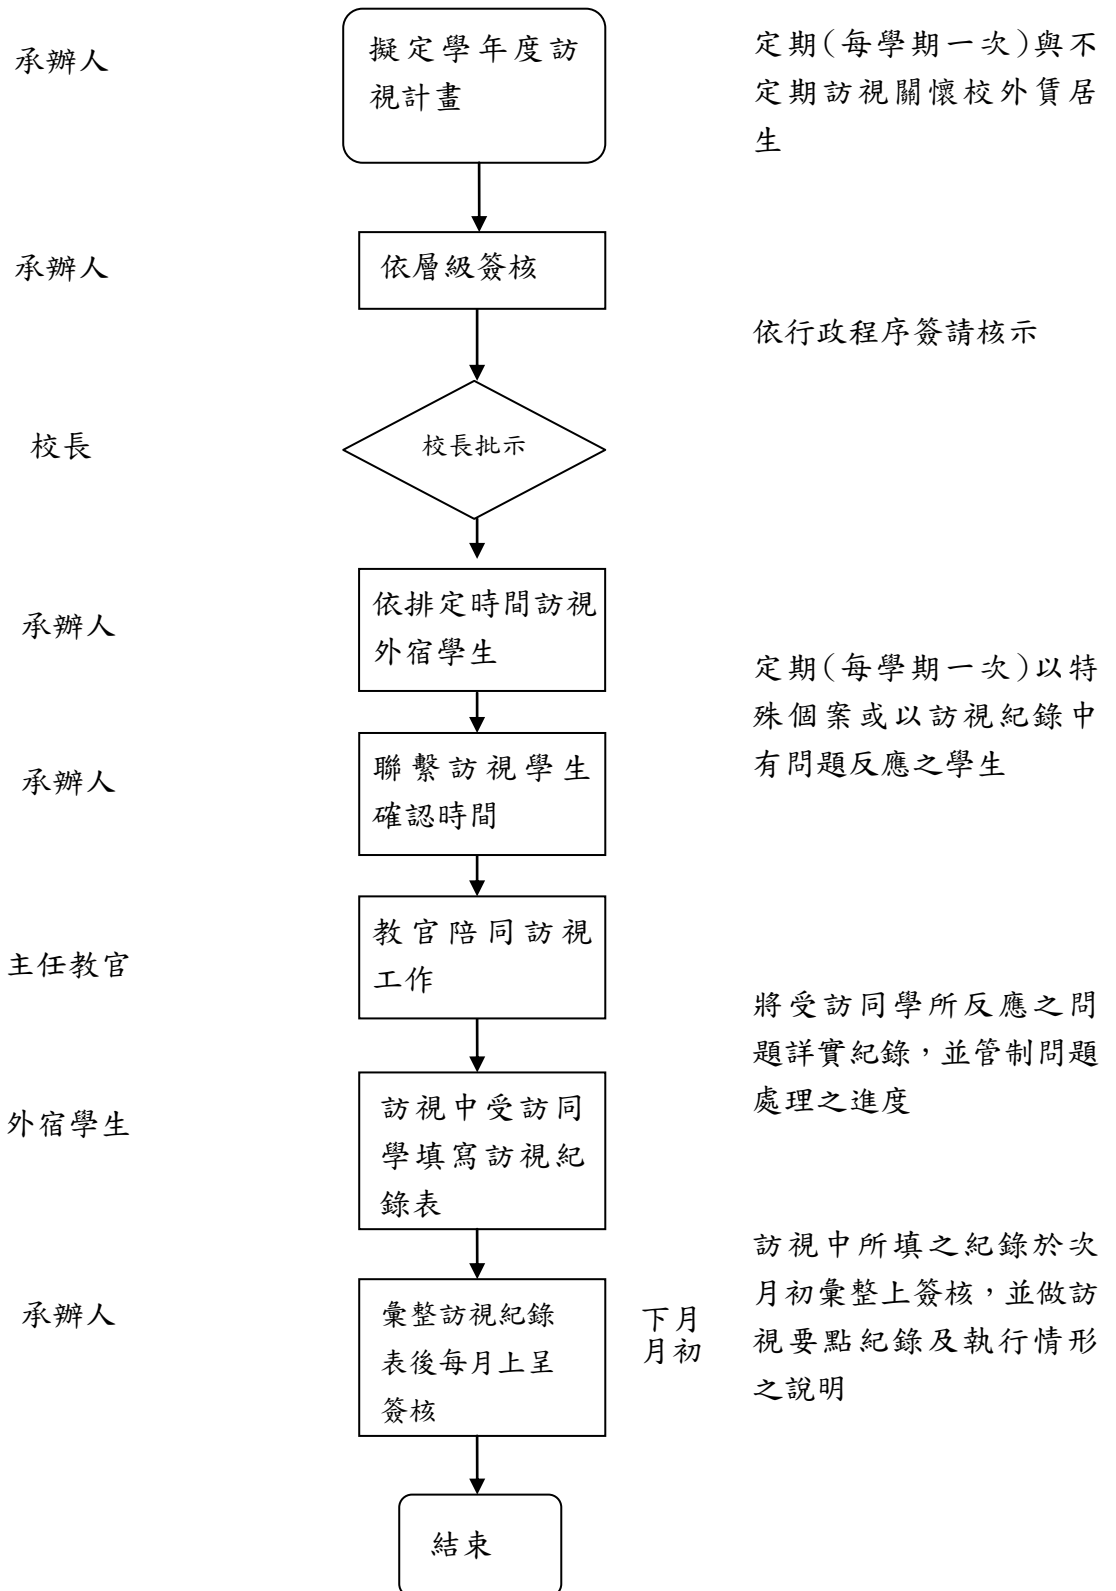 承辦人
擬定學年度訪
視計畫
定期(每學期一次)與不
定期訪視關懷校外賃居
生
承辦人
依層級簽核
依行政程序簽請核示
校長
校長批示
承辦人
依排定時間訪視
外宿學生
定期(每學期一次)以特
殊個案或以訪視紀錄中
有問題反應之學生
承辦人
聯繫訪視學生
確認時間
主任教官
教官陪同訪視
工作
將受訪同學所反應之問
題詳實紀錄,並管制問題
處理之進度
外宿學生
訪視中受訪同
學填寫訪視紀
錄表
承辦人
彙整訪視紀錄
表後每月上呈
簽核
下月
月初
訪視中所填之紀錄於次
月初彙整上簽核,並做訪
視要點紀錄及執行情形
之說明
結束